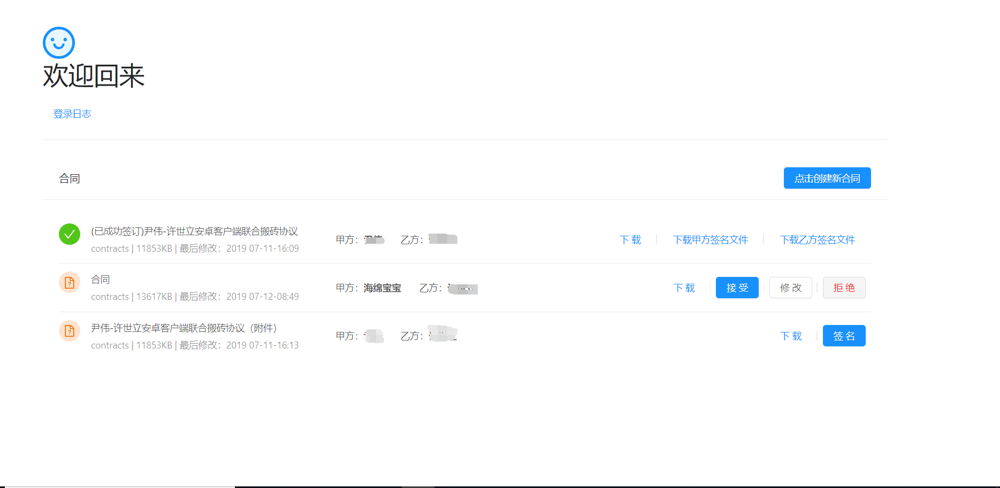 欢迎回来
登录日志
合同
点击创建新合同
(已成功签订)尹伟-许世立安卓客户端联合搬砖协议
contracts | 11853KB | 最后修改：2019 07-11-16:09
甲方：
乙方：
下 载
下载甲方签名文件
下载乙方签名文件
合同
contracts | 13617KB | 最后修改：2019 07-12-08:49
甲方：海绵宝宝
乙方：
下 载
接 受
修 改
拒 绝
尹伟-许世立安卓客户端联合搬砖协议（附件）
contracts | 11853KB | 最后修改：2019 07-11-16:13
甲方：
乙方：
下 载
签 名